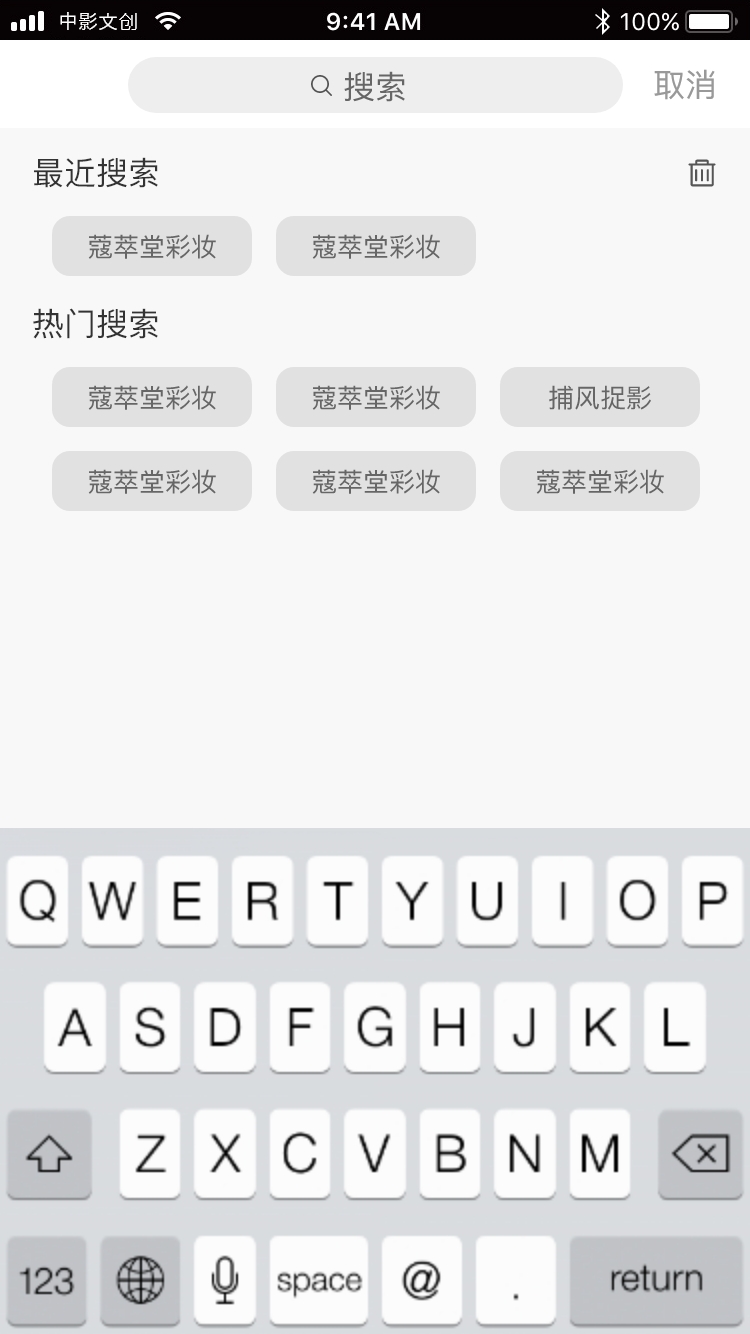 中影文创 9:41 AM 100%
搜索 取消
最近搜索
蔻萃堂彩妆 蔻萃堂彩妆
热门搜索
蔻萃堂彩妆 蔻萃堂彩妆 捕风捉影
蔻萃堂彩妆 蔻萃堂彩妆 蔻萃堂彩妆
Q W E R T Y U I O P
A S D F G H J K L
Z X C V B N M
123 space @ . return